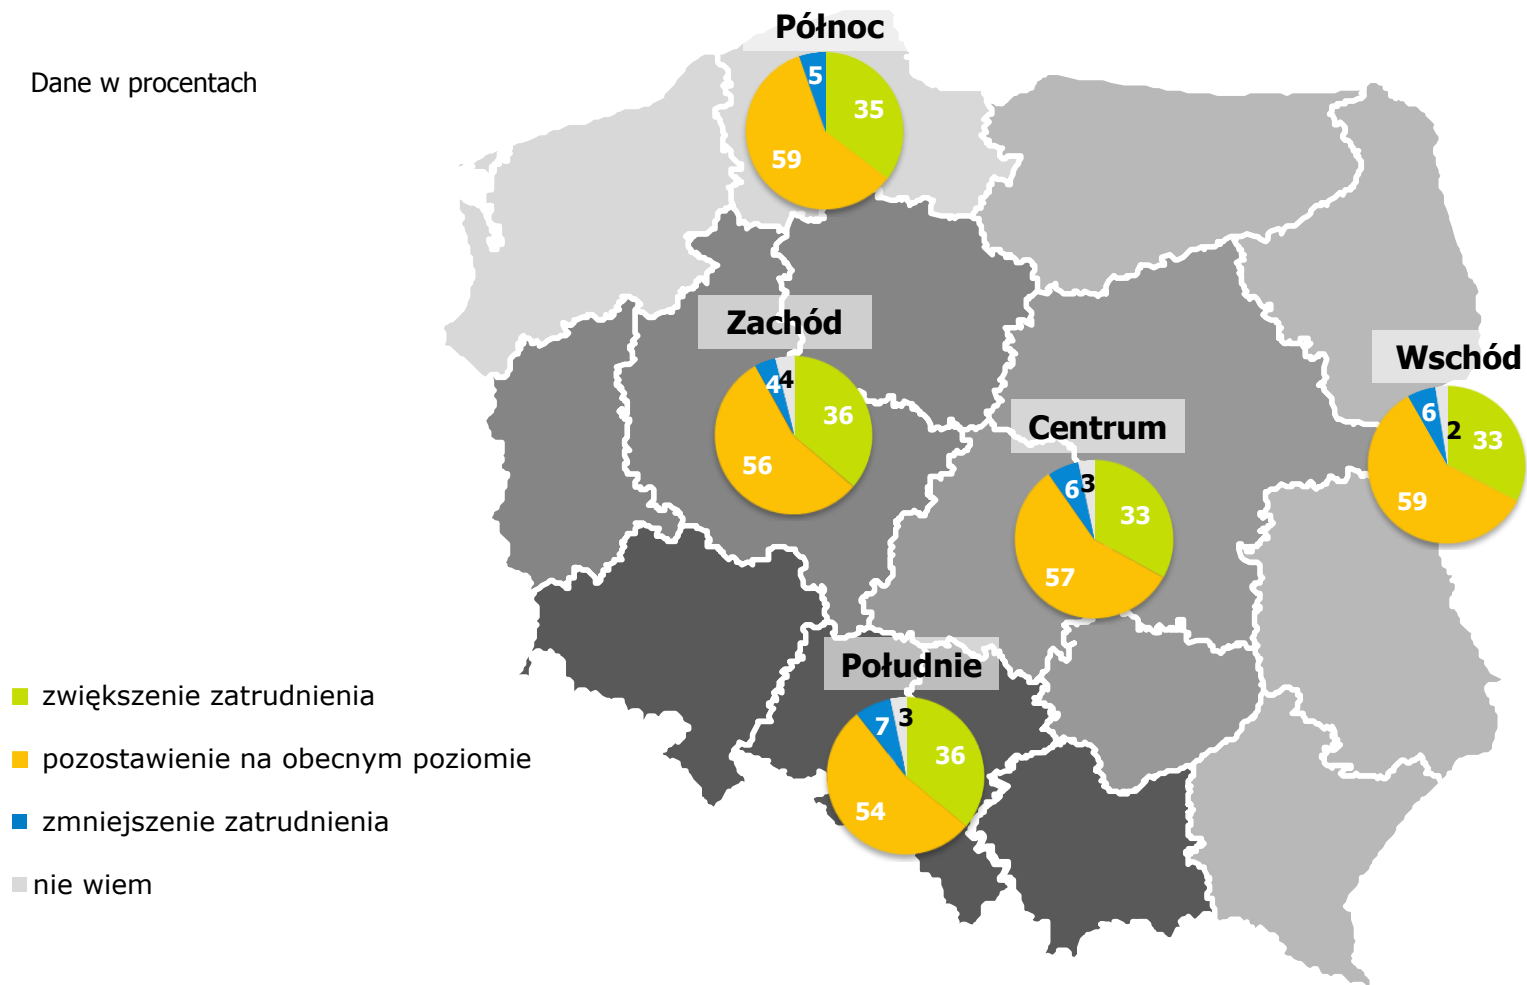 Północ
Dane w procentach
5
35
59
Zachód
4
4
36
56
Wschód
6
2
33
59
Centrum
6
3
33
57
Południe
7
3
36
54
zwiększenie zatrudnienia
pozostawienie na obecnym poziomie
zmniejszenie zatrudnienia
nie wiem